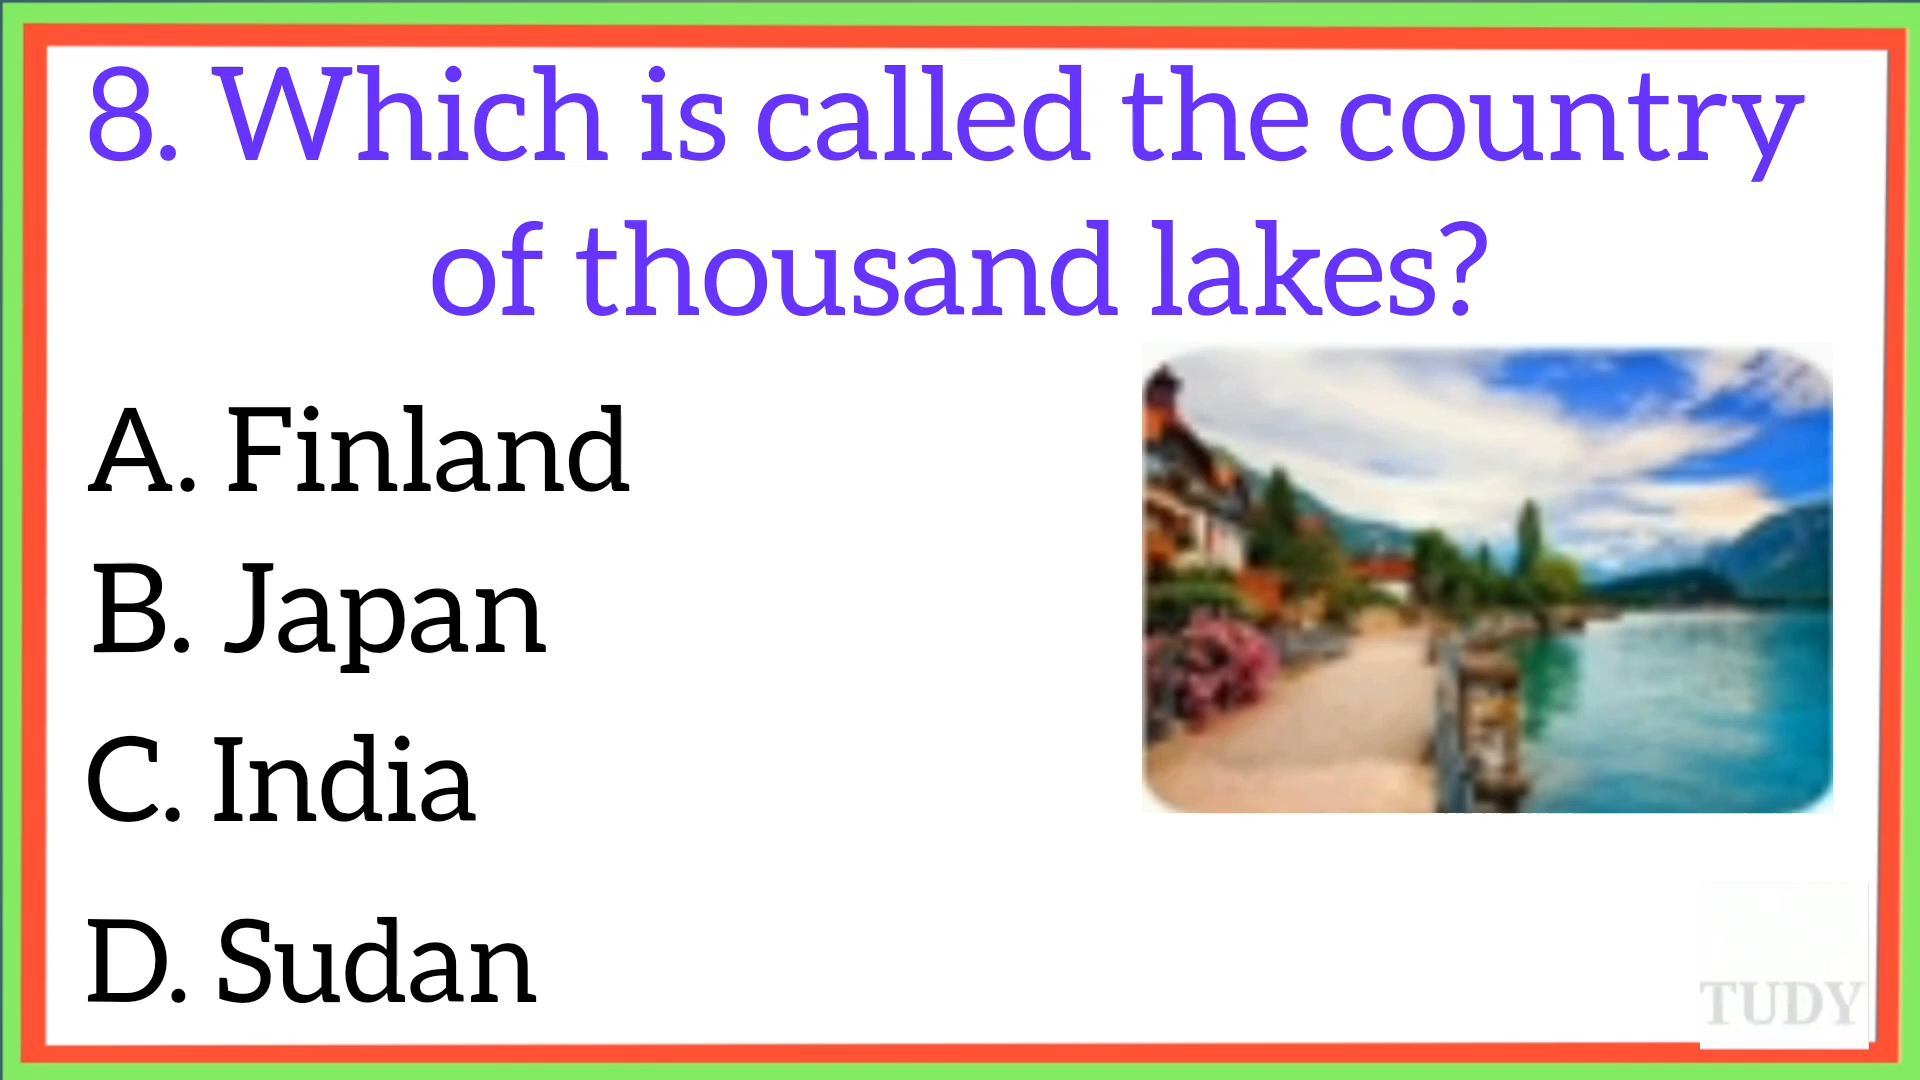 8. Which is called the country
of thousand lakes?
A. Finland
B. Japan
C. India
D. Sudan
TUDY